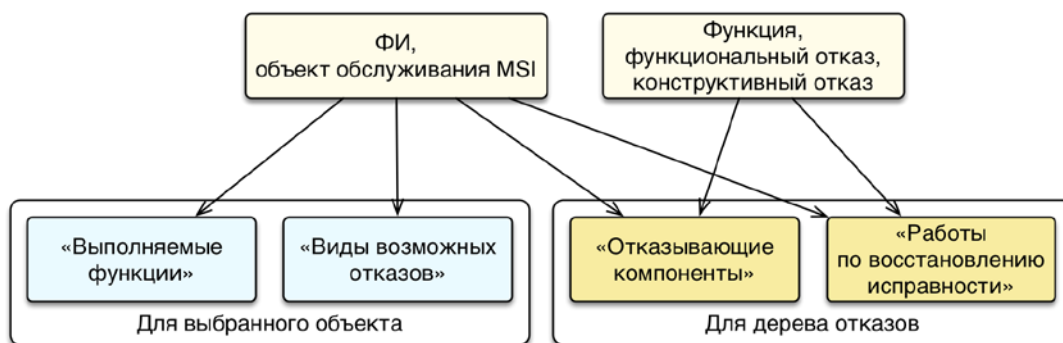 ФИ,
объект обслуживания MSI
Функция,
функциональный отказ,
конструктивный отказ
«Выполняемые
функции»
«Виды возможных
отказов»
Для выбранного объекта
«Отказывающие
компоненты»
«Работы
по восстановлению
исправности»
Для дерева отказов